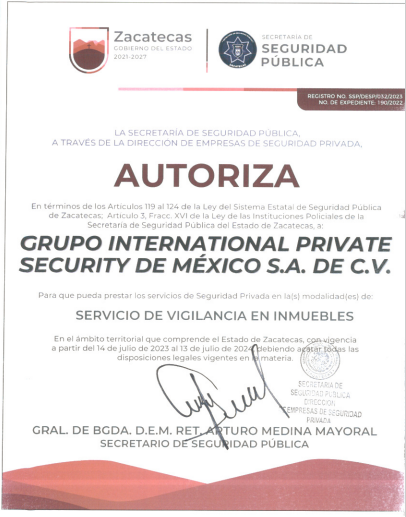 Zacatecas
GOBIERNO DEL ESTADO
2021-2027
SECRETARÍA DE
SEGURIDAD
PÚBLICA
REGISTRO NO. SSP/DESP/032/2023
NO. DE EXPEDIENTE: 190/2022
LA SECRETARÍA DE SEGURIDAD PÚBLICA,
A TRAVÉS DE LA DIRECCIÓN DE EMPRESAS DE SEGURIDAD PRIVADA,
AUTORIZA
En términos de los Artículos 119 al 124 de la Ley del Sistema Estatal de Seguridad Pública
de Zacatecas; Artículo 3, Fracc. XVI de la Ley de las Instituciones Policiales de la
Secretaría de Seguridad Pública del Estado de Zacatecas, a:
GRUPO INTERNATIONAL PRIVATE
SECURITY DE MÉXICO S.A. DE C.V.
Para que pueda prestar los servicios de Seguridad Privada en la(s) modalidad(es) de:
SERVICIO DE VIGILANCIA EN INMUEBLES
En el ámbito territorial que comprende el Estado de Zacatecas, con vigencia
a partir del 14 de julio de 2023 al 13 de julio de 2024, debiendo acatar todas las
disposiciones legales vigentes en la materia.
SECRETARIA DE
SEGURIDAD PUBLICA
DIRECCION
EMPRESAS DE SEGURIDAD
PRIVADA
GRAL. DE BGDA. D.E.M. RET. ARTURO MEDINA MAYORAL
SECRETARIO DE SEGURIDAD PÚBLICA